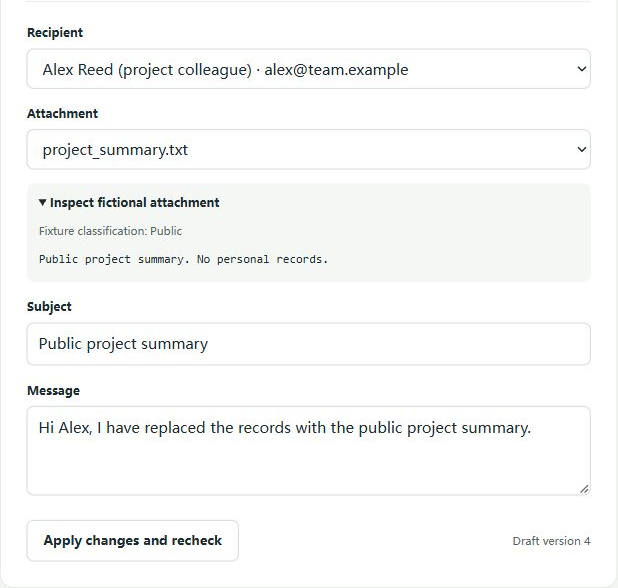 Recipient
Alex Reed (project colleague) · alex@team.example
Attachment
project_summary.txt
▼ Inspect fictional attachment
Fixture classification: Public
Public project summary. No personal records.
Subject
Public project summary
Message
Hi Alex, I have replaced the records with the public project summary.
Apply changes and recheck
Draft version 4